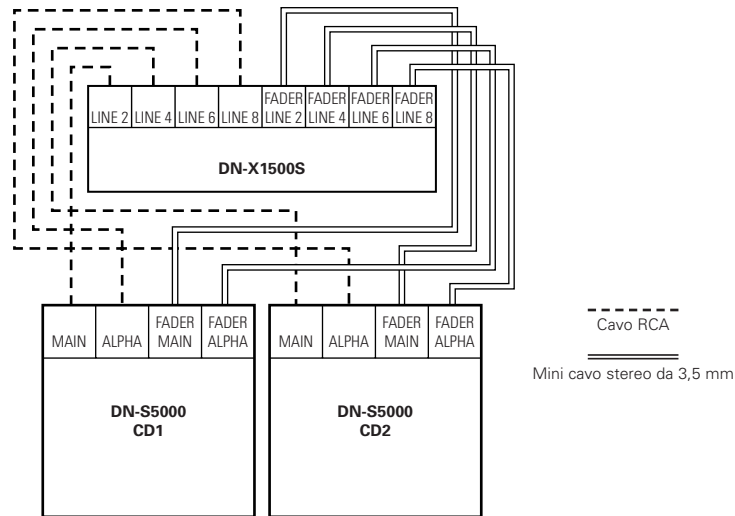 FADER FADER FADER FADER
LINE 2 LINE 4 LINE 6 LINE 8 LINE 2 LINE 4 LINE 6 LINE 8
DN-X1500S
MAIN ALPHA FADER MAIN FADER ALPHA
DN-S5000
CD1
MAIN ALPHA FADER MAIN FADER ALPHA
DN-S5000
CD2
Cavo RCA
Mini cavo stereo da 3,5 mm